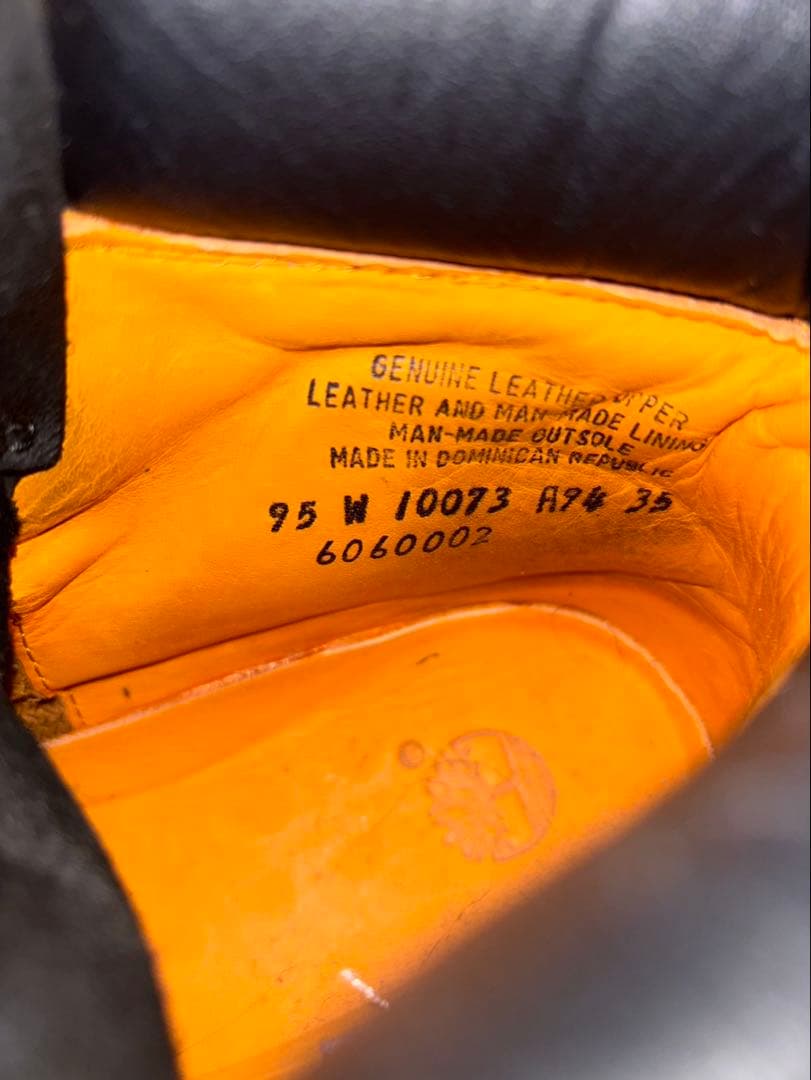 GENUINE LEATHER UPPER
LEATHER AND MAN-MADE LINING
MAN-MADE OUTSOLE
MADE IN DOMINICAN REPUBLIC
95 W 10073 A94 35
6060002